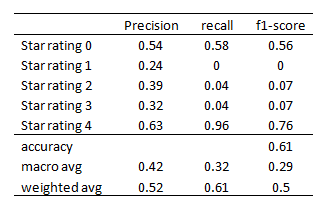 Precision recall f1-score
Star rating 0 0.54 0.58 0.56
Star rating 1 0.24 0 0
Star rating 2 0.39 0.04 0.07
Star rating 3 0.32 0.04 0.07
Star rating 4 0.63 0.96 0.76
accuracy 0.61
macro avg 0.42 0.32 0.29
weighted avg 0.52 0.61 0.5